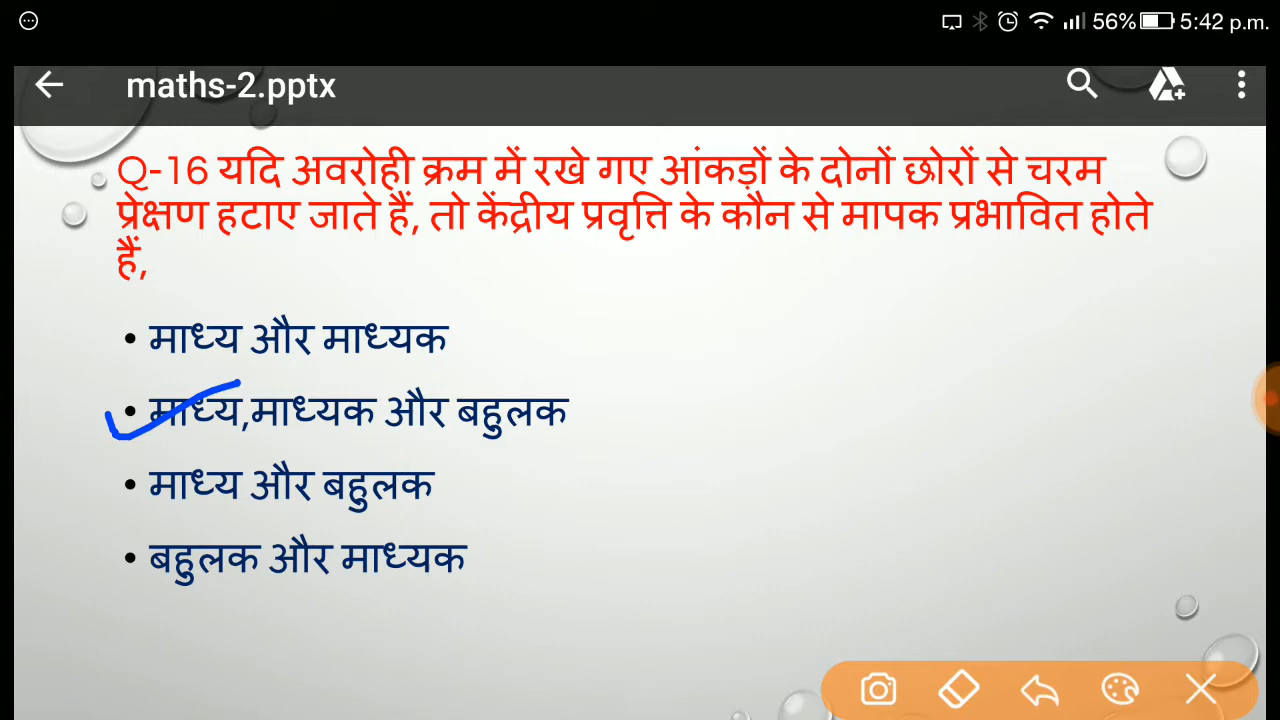 56% 5:42 p.m.
maths-2.pptx
Q-16 यदि अवरोही क्रम में रखे गए आंकड़ों के दोनों छोरों से चरम
प्रेक्षण हटाए जाते हैं, तो केंद्रीय प्रवृत्ति के कौन से मापक प्रभावित होते
हैं,
• माध्य और माध्यक
• माध्य,माध्यक और बहुलक
• माध्य और बहुलक
• बहुलक और माध्यक